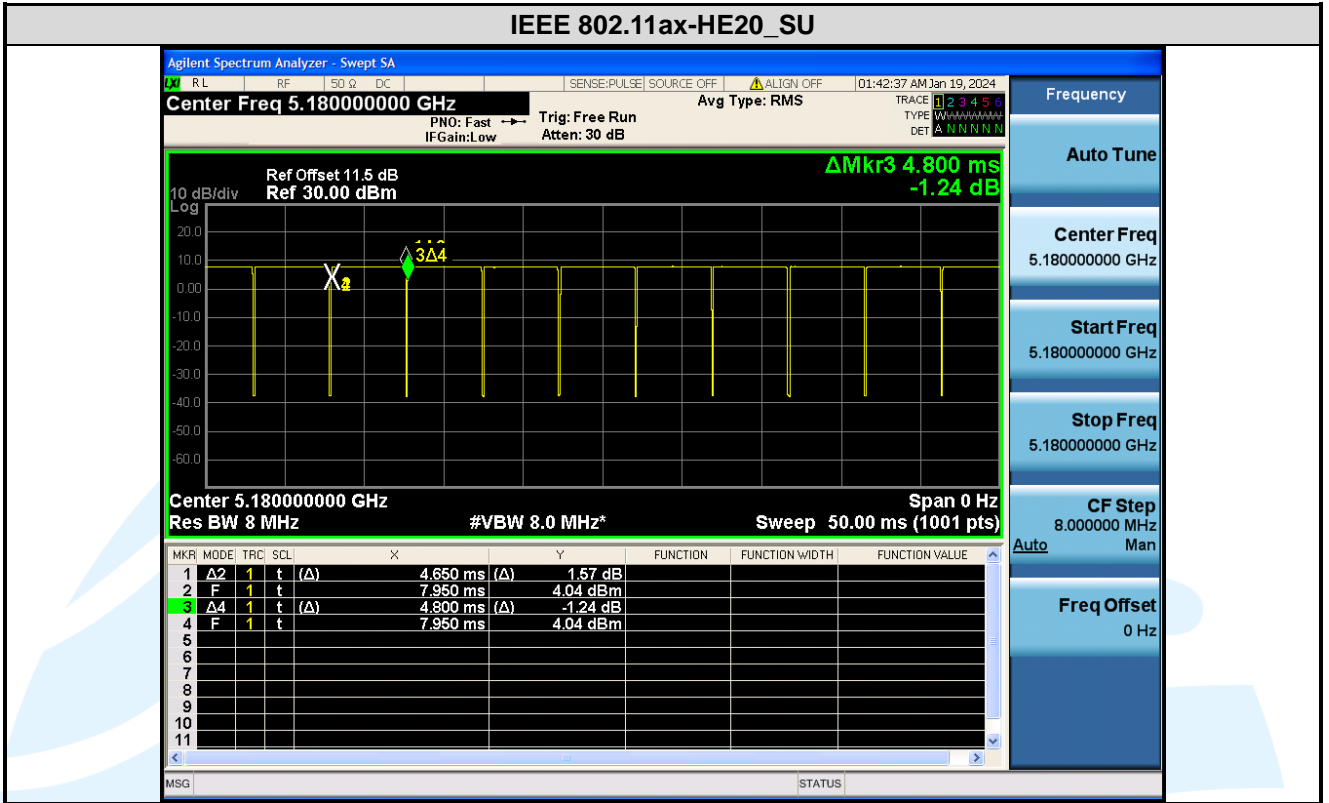 IEEE 802.11ax-HE20_SU
Agilent Spectrum Analyzer - Swept SA
LXI RL RF 50 Ω DC SENSE:PULSE SOURCE OFF ALIGN OFF 01:42:37 AM Jan 19, 2024
Center Freq 5.180000000 GHz
PNO: Fast
IFGain:Low
Trig: Free Run
Atten: 30 dB
Avg Type: RMS
TRACE 1 2 3 4 5 6
TYPE W
DET A N N N N N
Frequency
Auto Tune
Center Freq
5.180000000 GHz
Start Freq
5.180000000 GHz
Stop Freq
5.180000000 GHz
CF Step
8.000000 MHz
Auto Man
Freq Offset
0 Hz
ΔMkr3 4.800 ms
-1.24 dB
Ref Offset 11.5 dB
10 dB/div Ref 30.00 dBm
Log
20.0
10.0
0.00
-10.0
-20.0
-30.0
-40.0
-50.0
-60.0
3Δ4
Center 5.180000000 GHz Span 0 Hz
Res BW 8 MHz #VBW 8.0 MHz* Sweep 50.00 ms (1001 pts)
MKR MODE TRC SCL X Y FUNCTION FUNCTION WIDTH FUNCTION VALUE
1 Δ2 1 t (Δ) 4.650 ms (Δ) 1.57 dB
2 F 1 t 7.950 ms 4.04 dBm
3 Δ4 1 t (Δ) 4.800 ms (Δ) -1.24 dB
4 F 1 t 7.950 ms 4.04 dBm
5
6
7
8
9
10
11
MSG STATUS